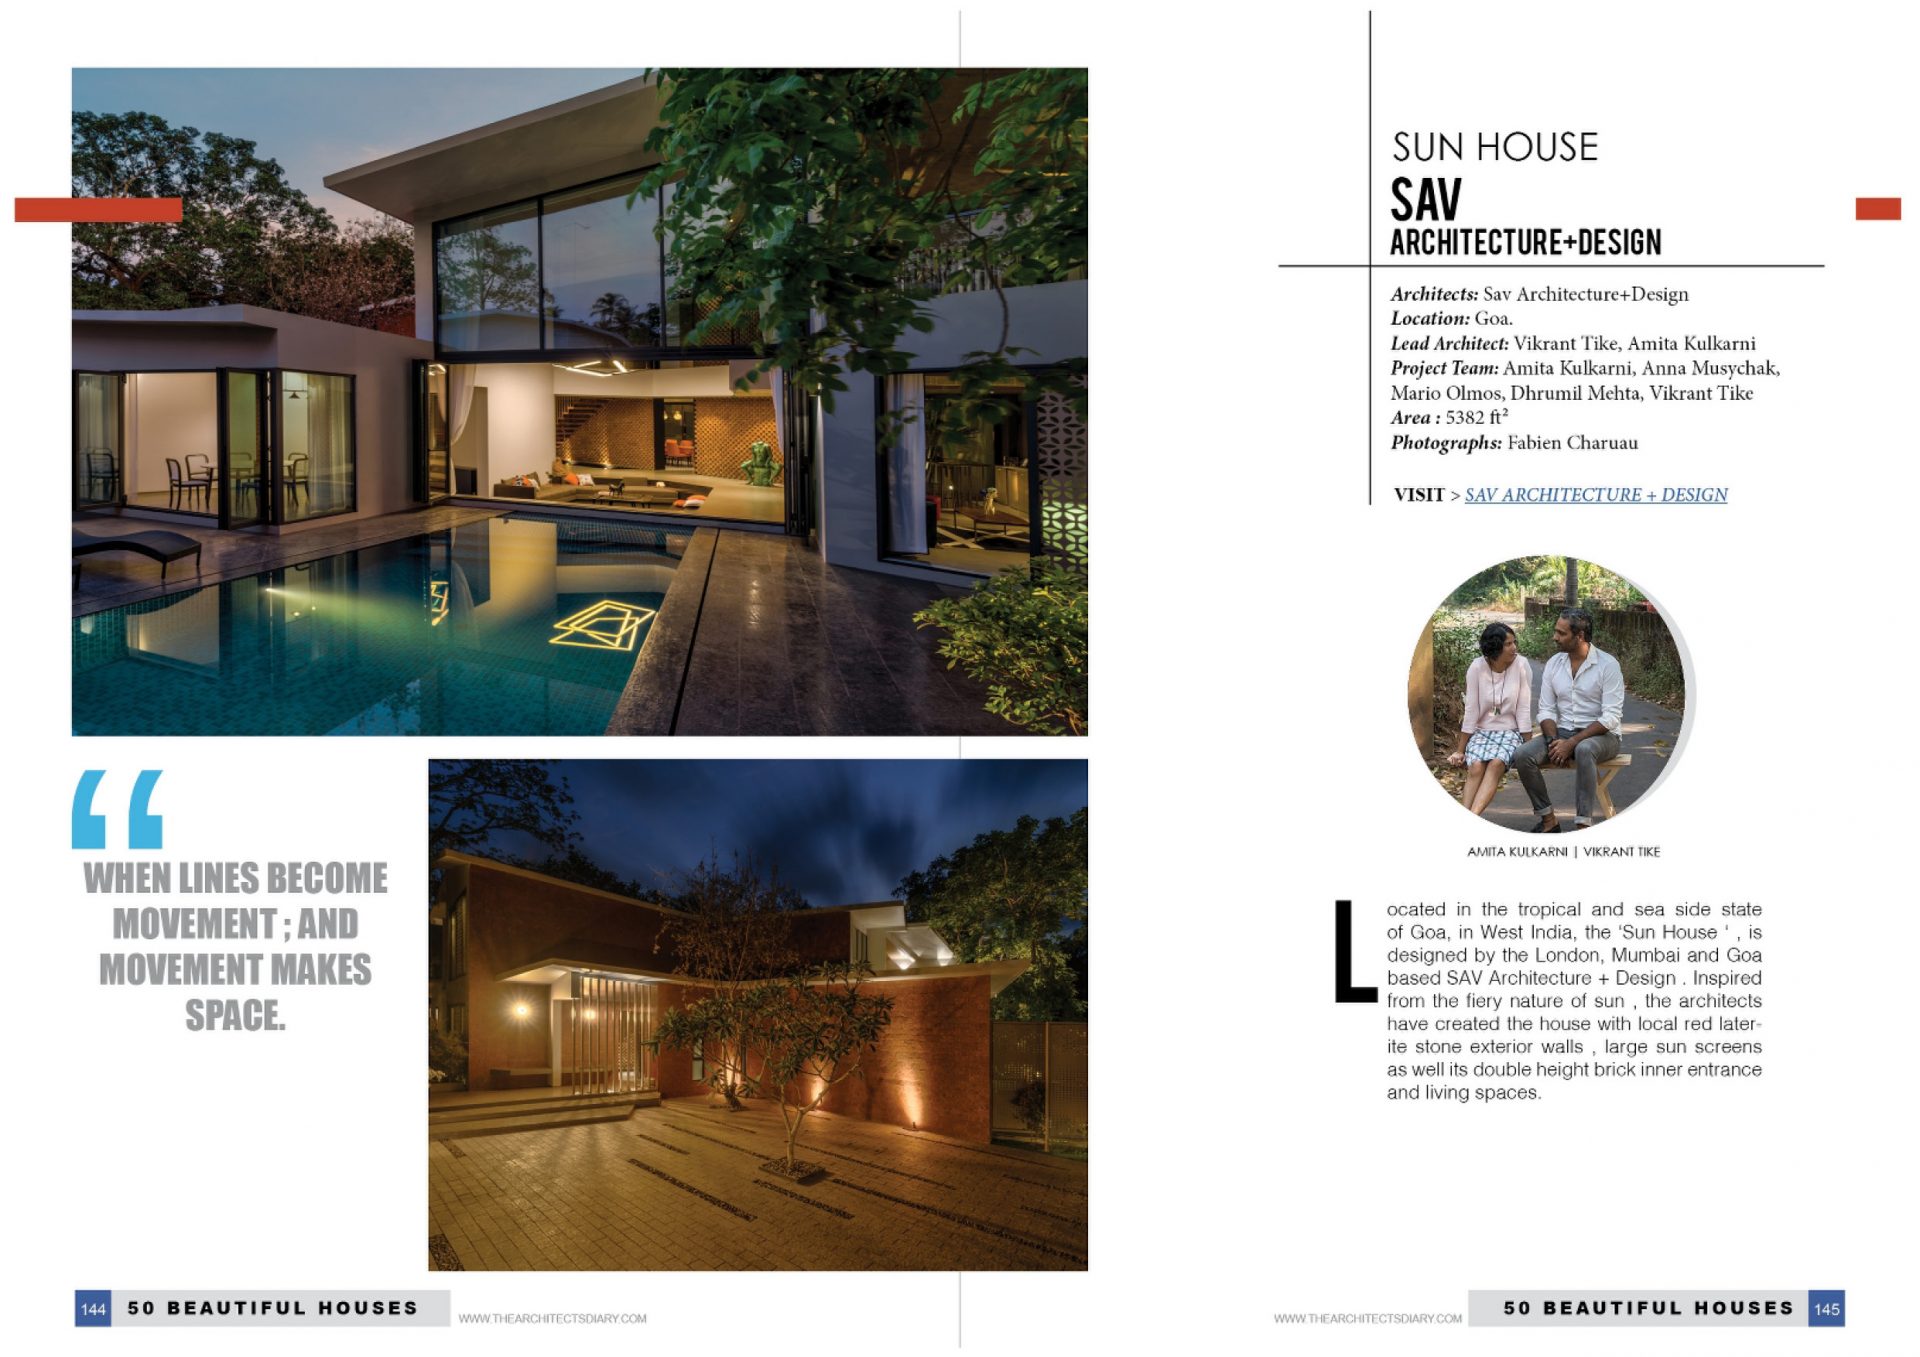 “
WHEN LINES BECOME
MOVEMENT ; AND
MOVEMENT MAKES
SPACE.
144 50 BEAUTIFUL HOUSES
WWW.THEARCHITECTSDIARY.COM
SUN HOUSE
SAV
ARCHITECTURE+DESIGN
Architects: Sav Architecture+Design
Location: Goa.
Lead Architect: Vikrant Tike, Amita Kulkarni
Project Team: Amita Kulkarni, Anna Musychak,
Mario Olmos, Dhrumil Mehta, Vikrant Tike
Area : 5382 ft²
Photographs: Fabien Charuau
VISIT > SAV ARCHITECTURE + DESIGN
AMITA KULKARNI | VIKRANT TIKE
Located in the tropical and sea side state
of Goa, in West India, the ‘Sun House ‘ , is
designed by the London, Mumbai and Goa
based SAV Architecture + Design . Inspired
from the fiery nature of sun , the architects
have created the house with local red later-
ite stone exterior walls , large sun screens
as well its double height brick inner entrance
and living spaces.
WWW.THEARCHITECTSDIARY.COM
50 BEAUTIFUL HOUSES 145